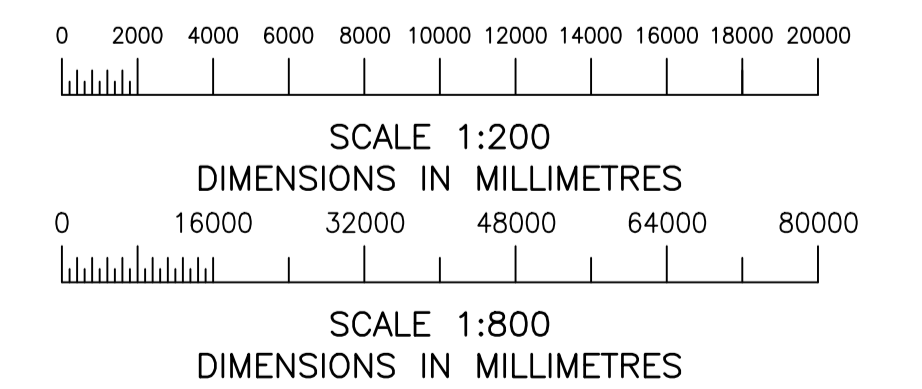 0 2000 4000 6000 8000 10000 12000 14000 16000 18000 20000
SCALE 1:200
DIMENSIONS IN MILLIMETRES
0 16000 32000 48000 64000 80000
SCALE 1:800
DIMENSIONS IN MILLIMETRES